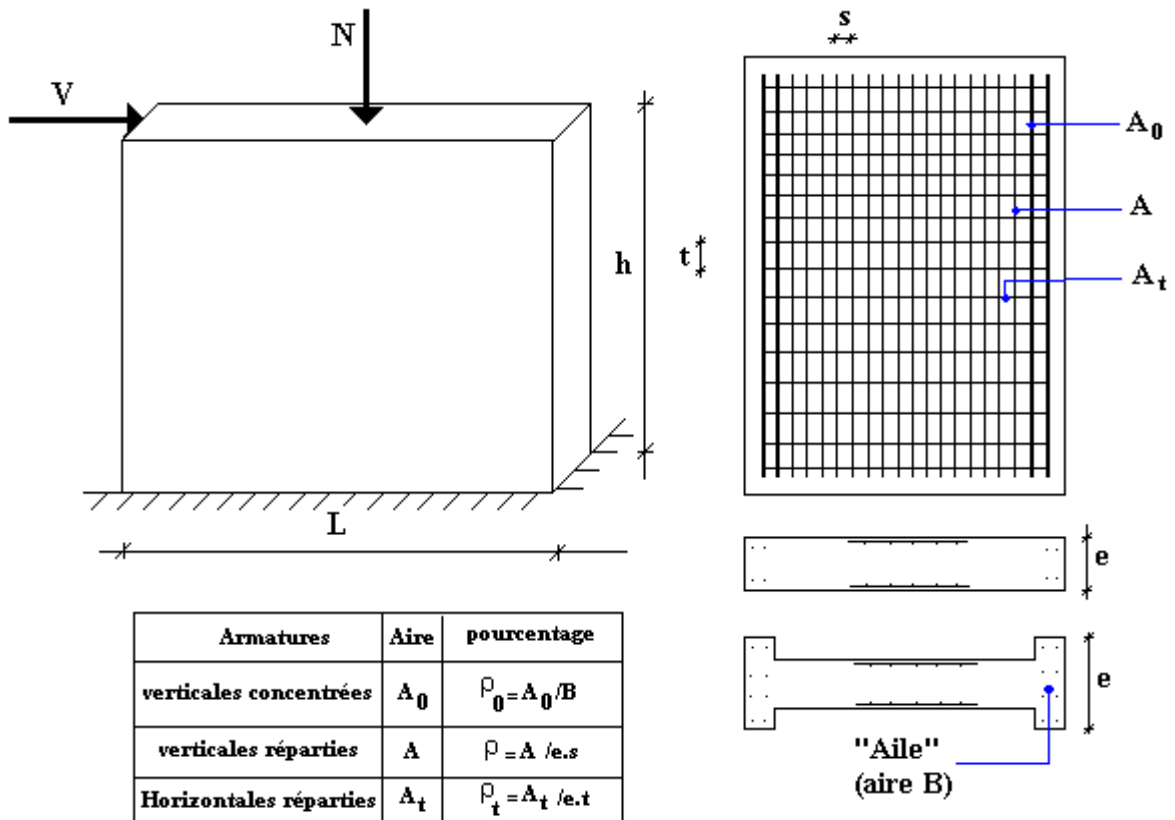 N
V
h
L
s
t
A0
A
At
e
e
"Aile"
(aire B)
Armatures Aire pourcentage
verticales concentrées A0 ρ0=A0/B
verticales réparties A ρ=A /e.s
Horizontales réparties At ρt=At /e.t